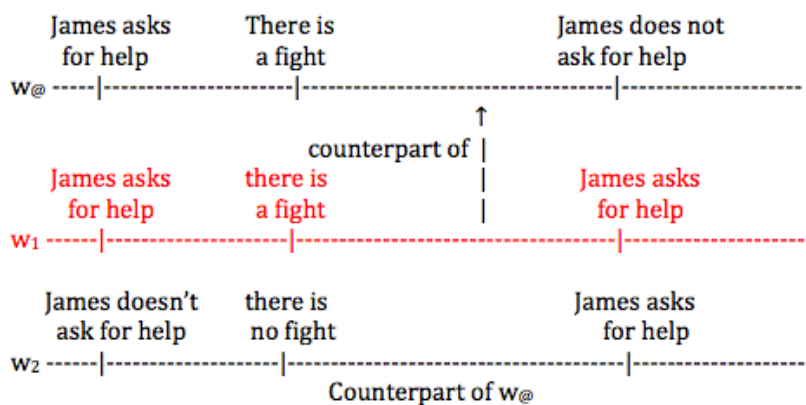 James asks There is James does not
for help a fight ask for help
w@ -----|----------------------|-----------------------------------|--------------------
↑
counterpart of |
James asks there is | James asks
for help a fight | for help
w1 ------|---------------------|------------------------------------|--------------------
James doesn’t there is James asks
ask for help no fight for help
w2 ------|--------------------|--------------------------------------|-------------------
Counterpart of w@